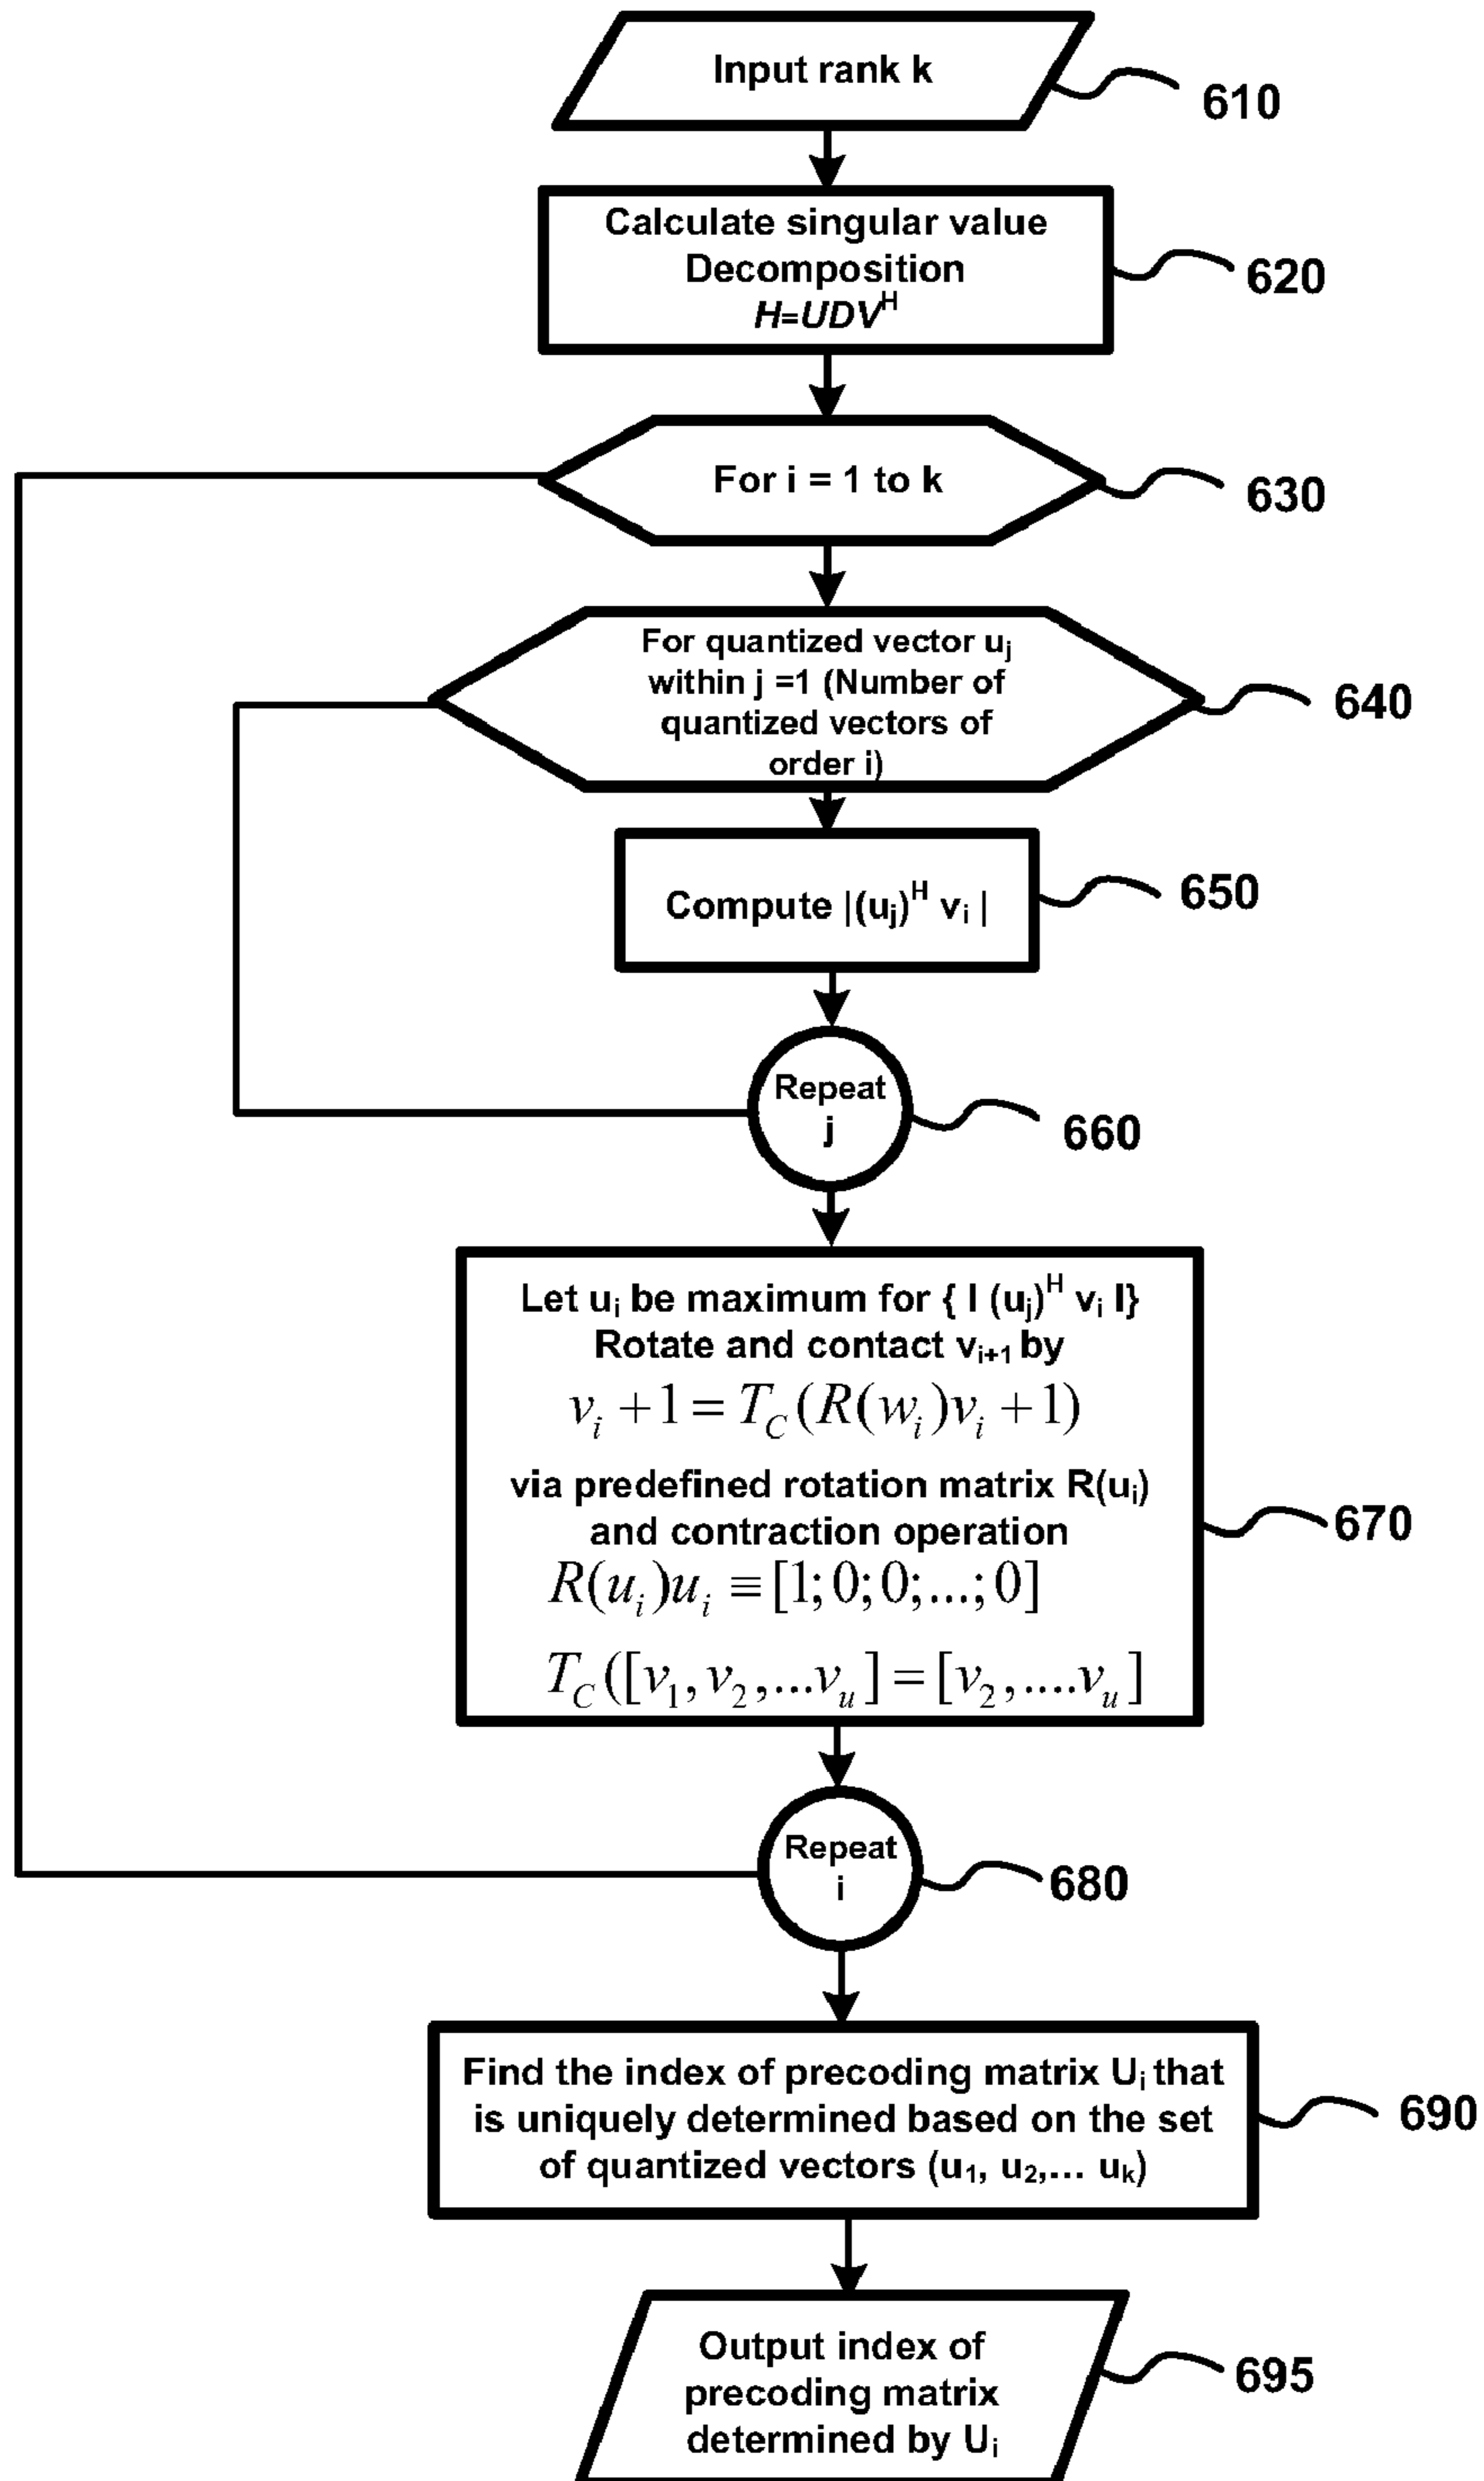 Input rank k
610
Calculate singular value
Decomposition
H=UDV^H
620
For i = 1 to k
630
For quantized vector u_j
within j =1 (Number of
quantized vectors of
order i)
640
Compute |(u_j)^H v_i |
650
Repeat
j
660
Let u_i be maximum for { I (u_j)^H v_i I}
Rotate and contact v_{i+1} by
v_i + 1 = T_C(R(w_i)v_i + 1)
via predefined rotation matrix R(u_i)
and contraction operation
R(u_i)u_i ≡ [1; 0; 0; ...; 0]
T_C([v_1, v_2, ...v_u] = [v_2, ....v_u]
670
Repeat
i
680
Find the index of precoding matrix U_i that
is uniquely determined based on the set
of quantized vectors (u_1, u_2,... u_k)
690
Output index of
precoding matrix
determined by U_i
695